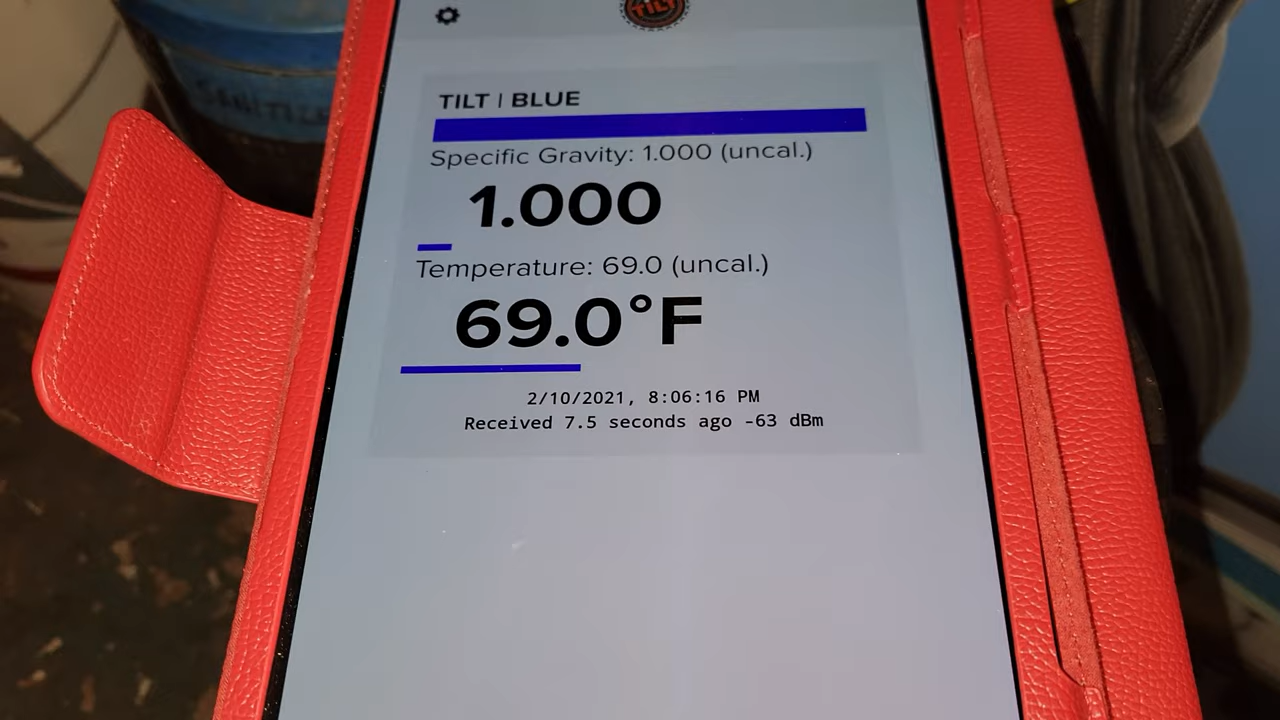 TILT
TILT | BLUE
Specific Gravity: 1.000 (uncal.)
1.000
Temperature: 69.0 (uncal.)
69.0°F
2/10/2021, 8:06:16 PM
Received 7.5 seconds ago -63 dBm